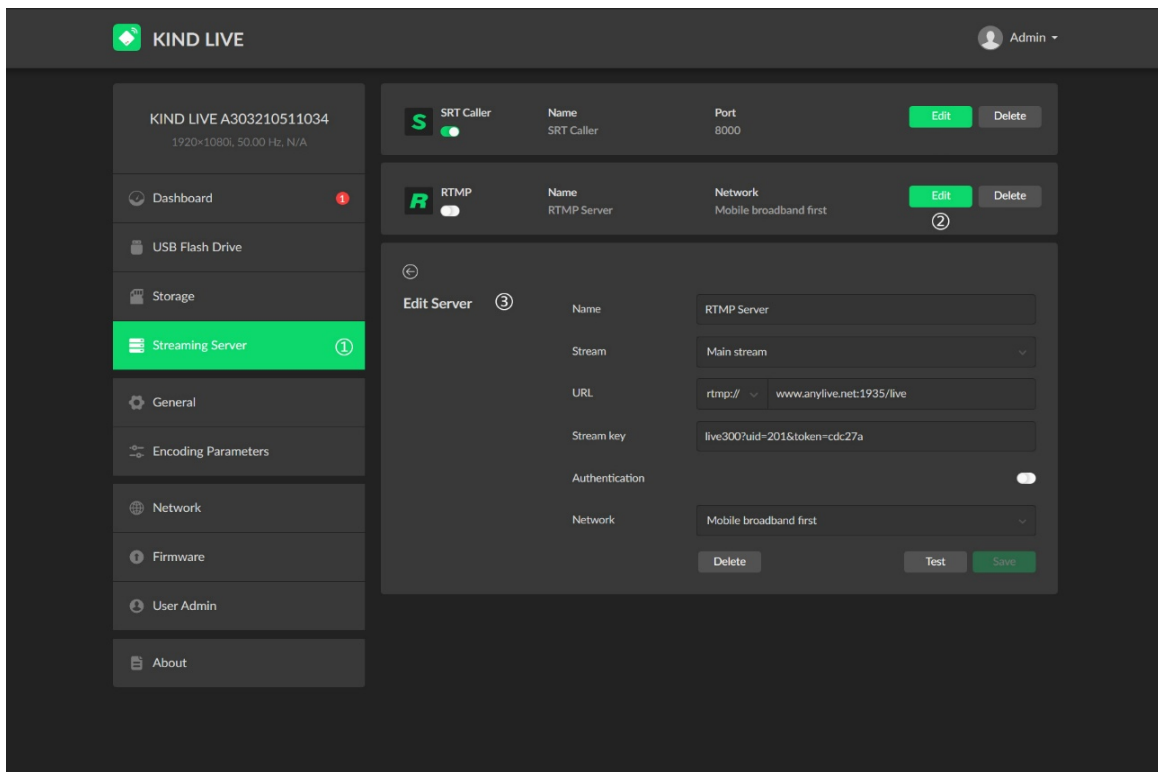 KIND LIVE
Admin
KIND LIVE A303210511034
1920×1080i, 50.00 Hz, N/A
Dashboard 1
USB Flash Drive
Storage
Streaming Server ①
General
Encoding Parameters
Network
Firmware
User Admin
About
S SRT Caller Name Port Edit Delete
SRT Caller 8000
R RTMP Name Network Edit Delete
RTMP Server Mobile broadband first
②
Edit Server ③
Name RTMP Server
Stream Main stream
URL rtmp:// www.anylive.net:1935/live
Stream key live300?uid=201&token=cdc27a
Authentication
Network Mobile broadband first
Delete Test Save